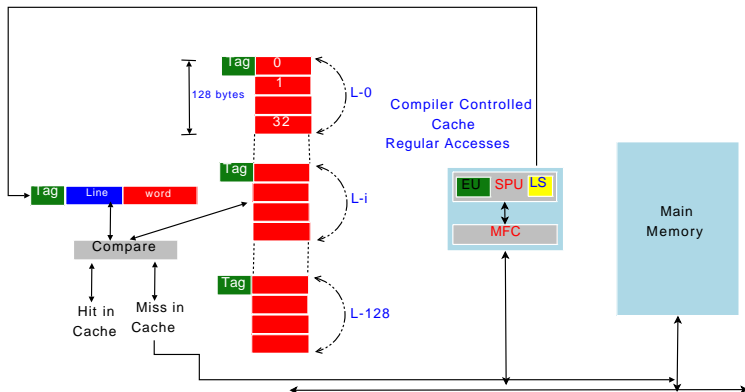 Tag
0
1
32
128 bytes
L-0
Compiler Controlled
Cache
Regular Accesses
Tag
L-i
EU
SPU
LS
MFC
Main
Memory
Tag
Line
word
Compare
Hit in
Cache
Miss in
Cache
Tag
L-128